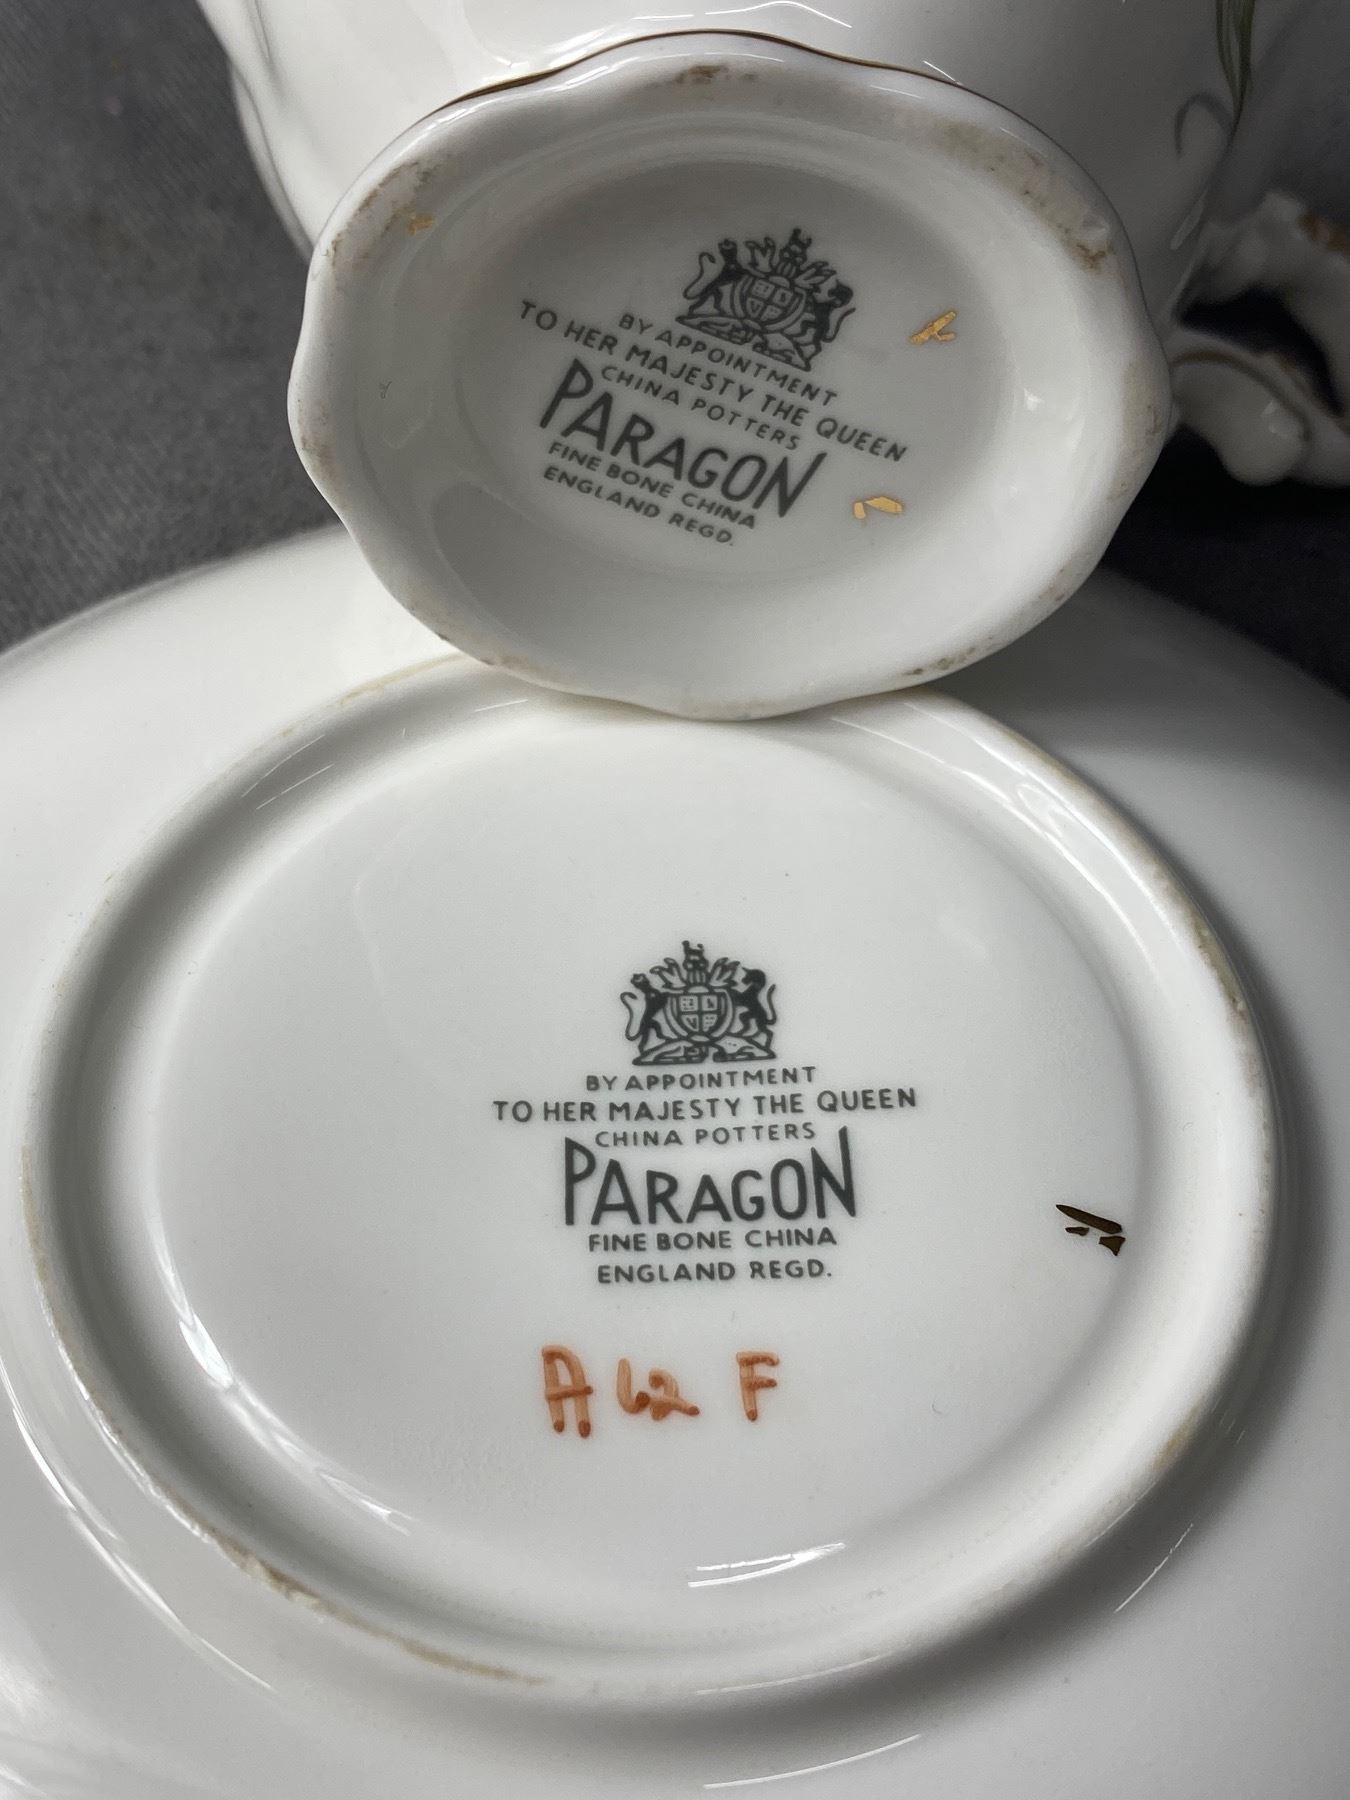 BY APPOINTMENT
TO HER MAJESTY THE QUEEN
CHINA POTTERS
PARAGON
FINE BONE CHINA
ENGLAND REGD.
BY APPOINTMENT
TO HER MAJESTY THE QUEEN
CHINA POTTERS
PARAGON
FINE BONE CHINA
ENGLAND REGD.
A62 F